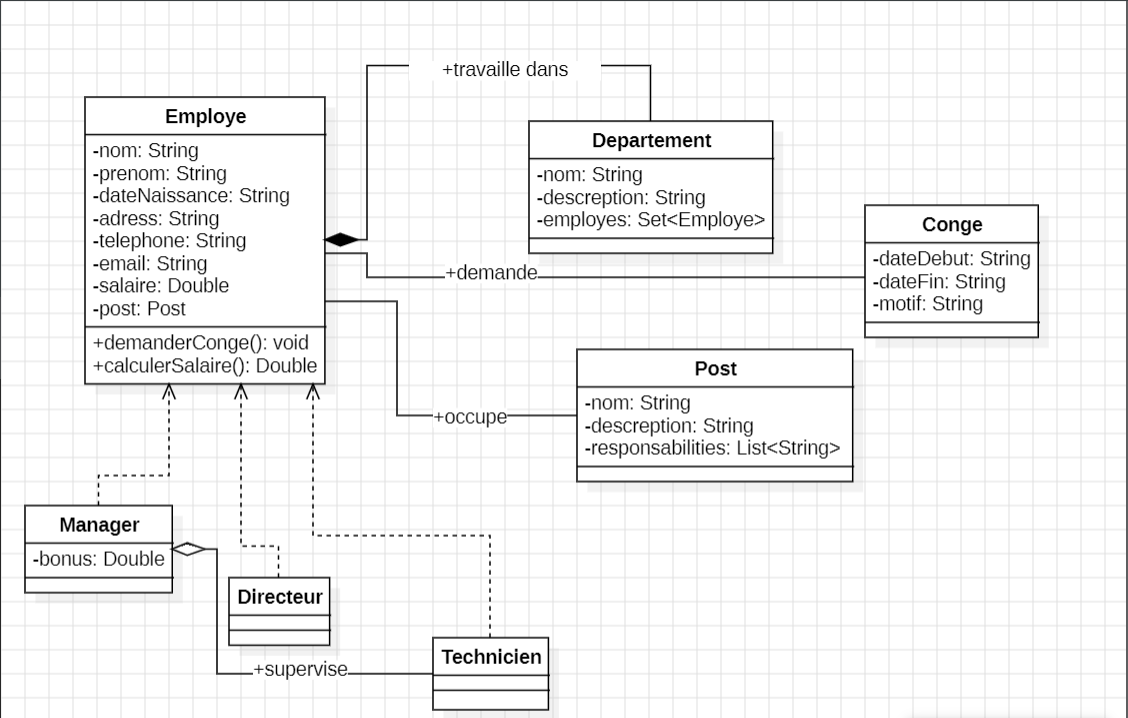 +travaille dans
Employe
-nom: String
-prenom: String
-dateNaissance: String
-adress: String
-telephone: String
-email: String
-salaire: Double
-post: Post
+demanderConge(): void
+calculerSalaire(): Double
Departement
-nom: String
-descreption: String
-employes: Set<Employe>
Conge
-dateDebut: String
-dateFin: String
-motif: String
+demande
Post
-nom: String
-descreption: String
-responsabilities: List<String>
+occupe
Manager
-bonus: Double
Directeur
Technicien
+supervise